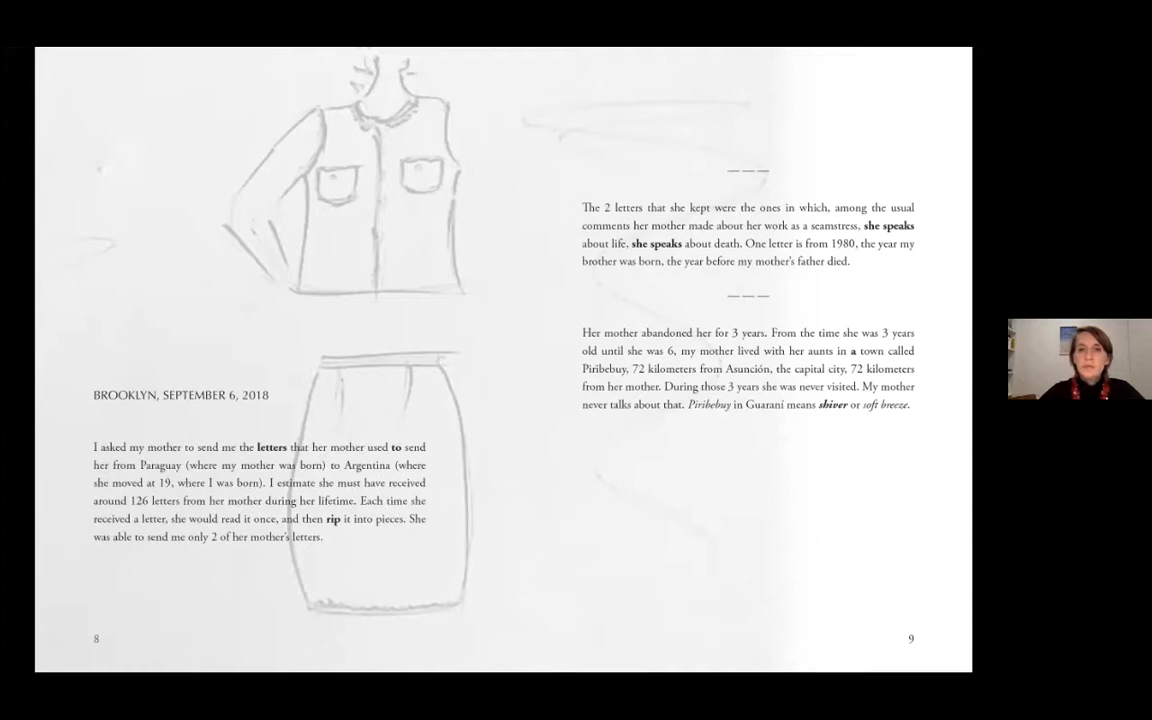 BROOKLYN, SEPTEMBER 6, 2018
I asked my mother to send me the letters that her mother used to send
her from Paraguay (where my mother was born) to Argentina (where
she moved at 19, where I was born). I estimate she must have received
around 126 letters from her mother during her lifetime. Each time she
received a letter, she would read it once, and then rip it into pieces. She
was able to send me only 2 of her mother's letters.
8
———
The 2 letters that she kept were the ones in which, among the usual
comments her mother made about her work as a seamstress, she speaks
about life, she speaks about death. One letter is from 1980, the year my
brother was born, the year before my mother's father died.
———
Her mother abandoned her for 3 years. From the time she was 3 years
old until she was 6, my mother lived with her aunts in a town called
Piribebuy, 72 kilometers from Asunción, the capital city, 72 kilometers
from her mother. During those 3 years she was never visited. My mother
never talks about that. Piribebuy in Guaraní means shiver or soft breeze.
9